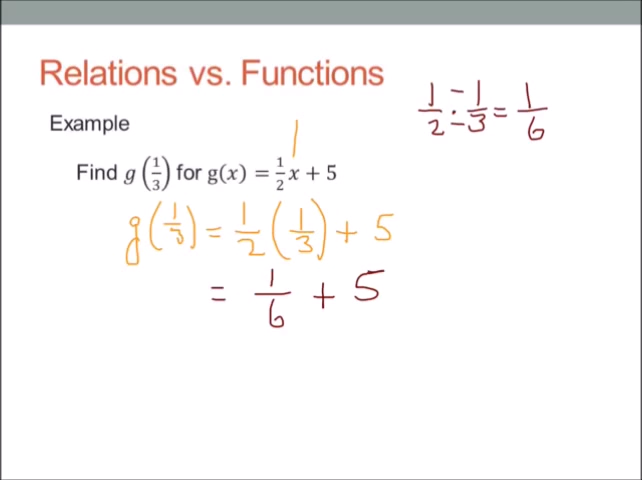 Relations vs. Functions
1/2 ÷ 1/3 = 1/6
Example
Find g(1/3) for g(x) = 1/2 x + 5
g(1/3) = 1/2 (1/3) + 5
= 1/6 + 5